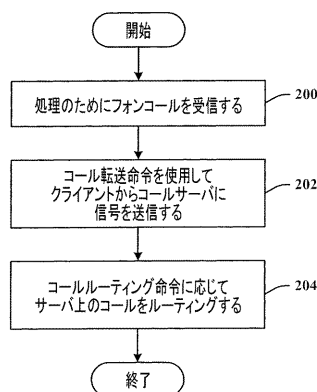 開始
処理のためにフォンコールを受信する
200
コール転送命令を使用して
クライアントからコールサーバに
信号を送信する
202
コールルーティング命令に応じて
サーバ上のコールをルーティングする
204
終了